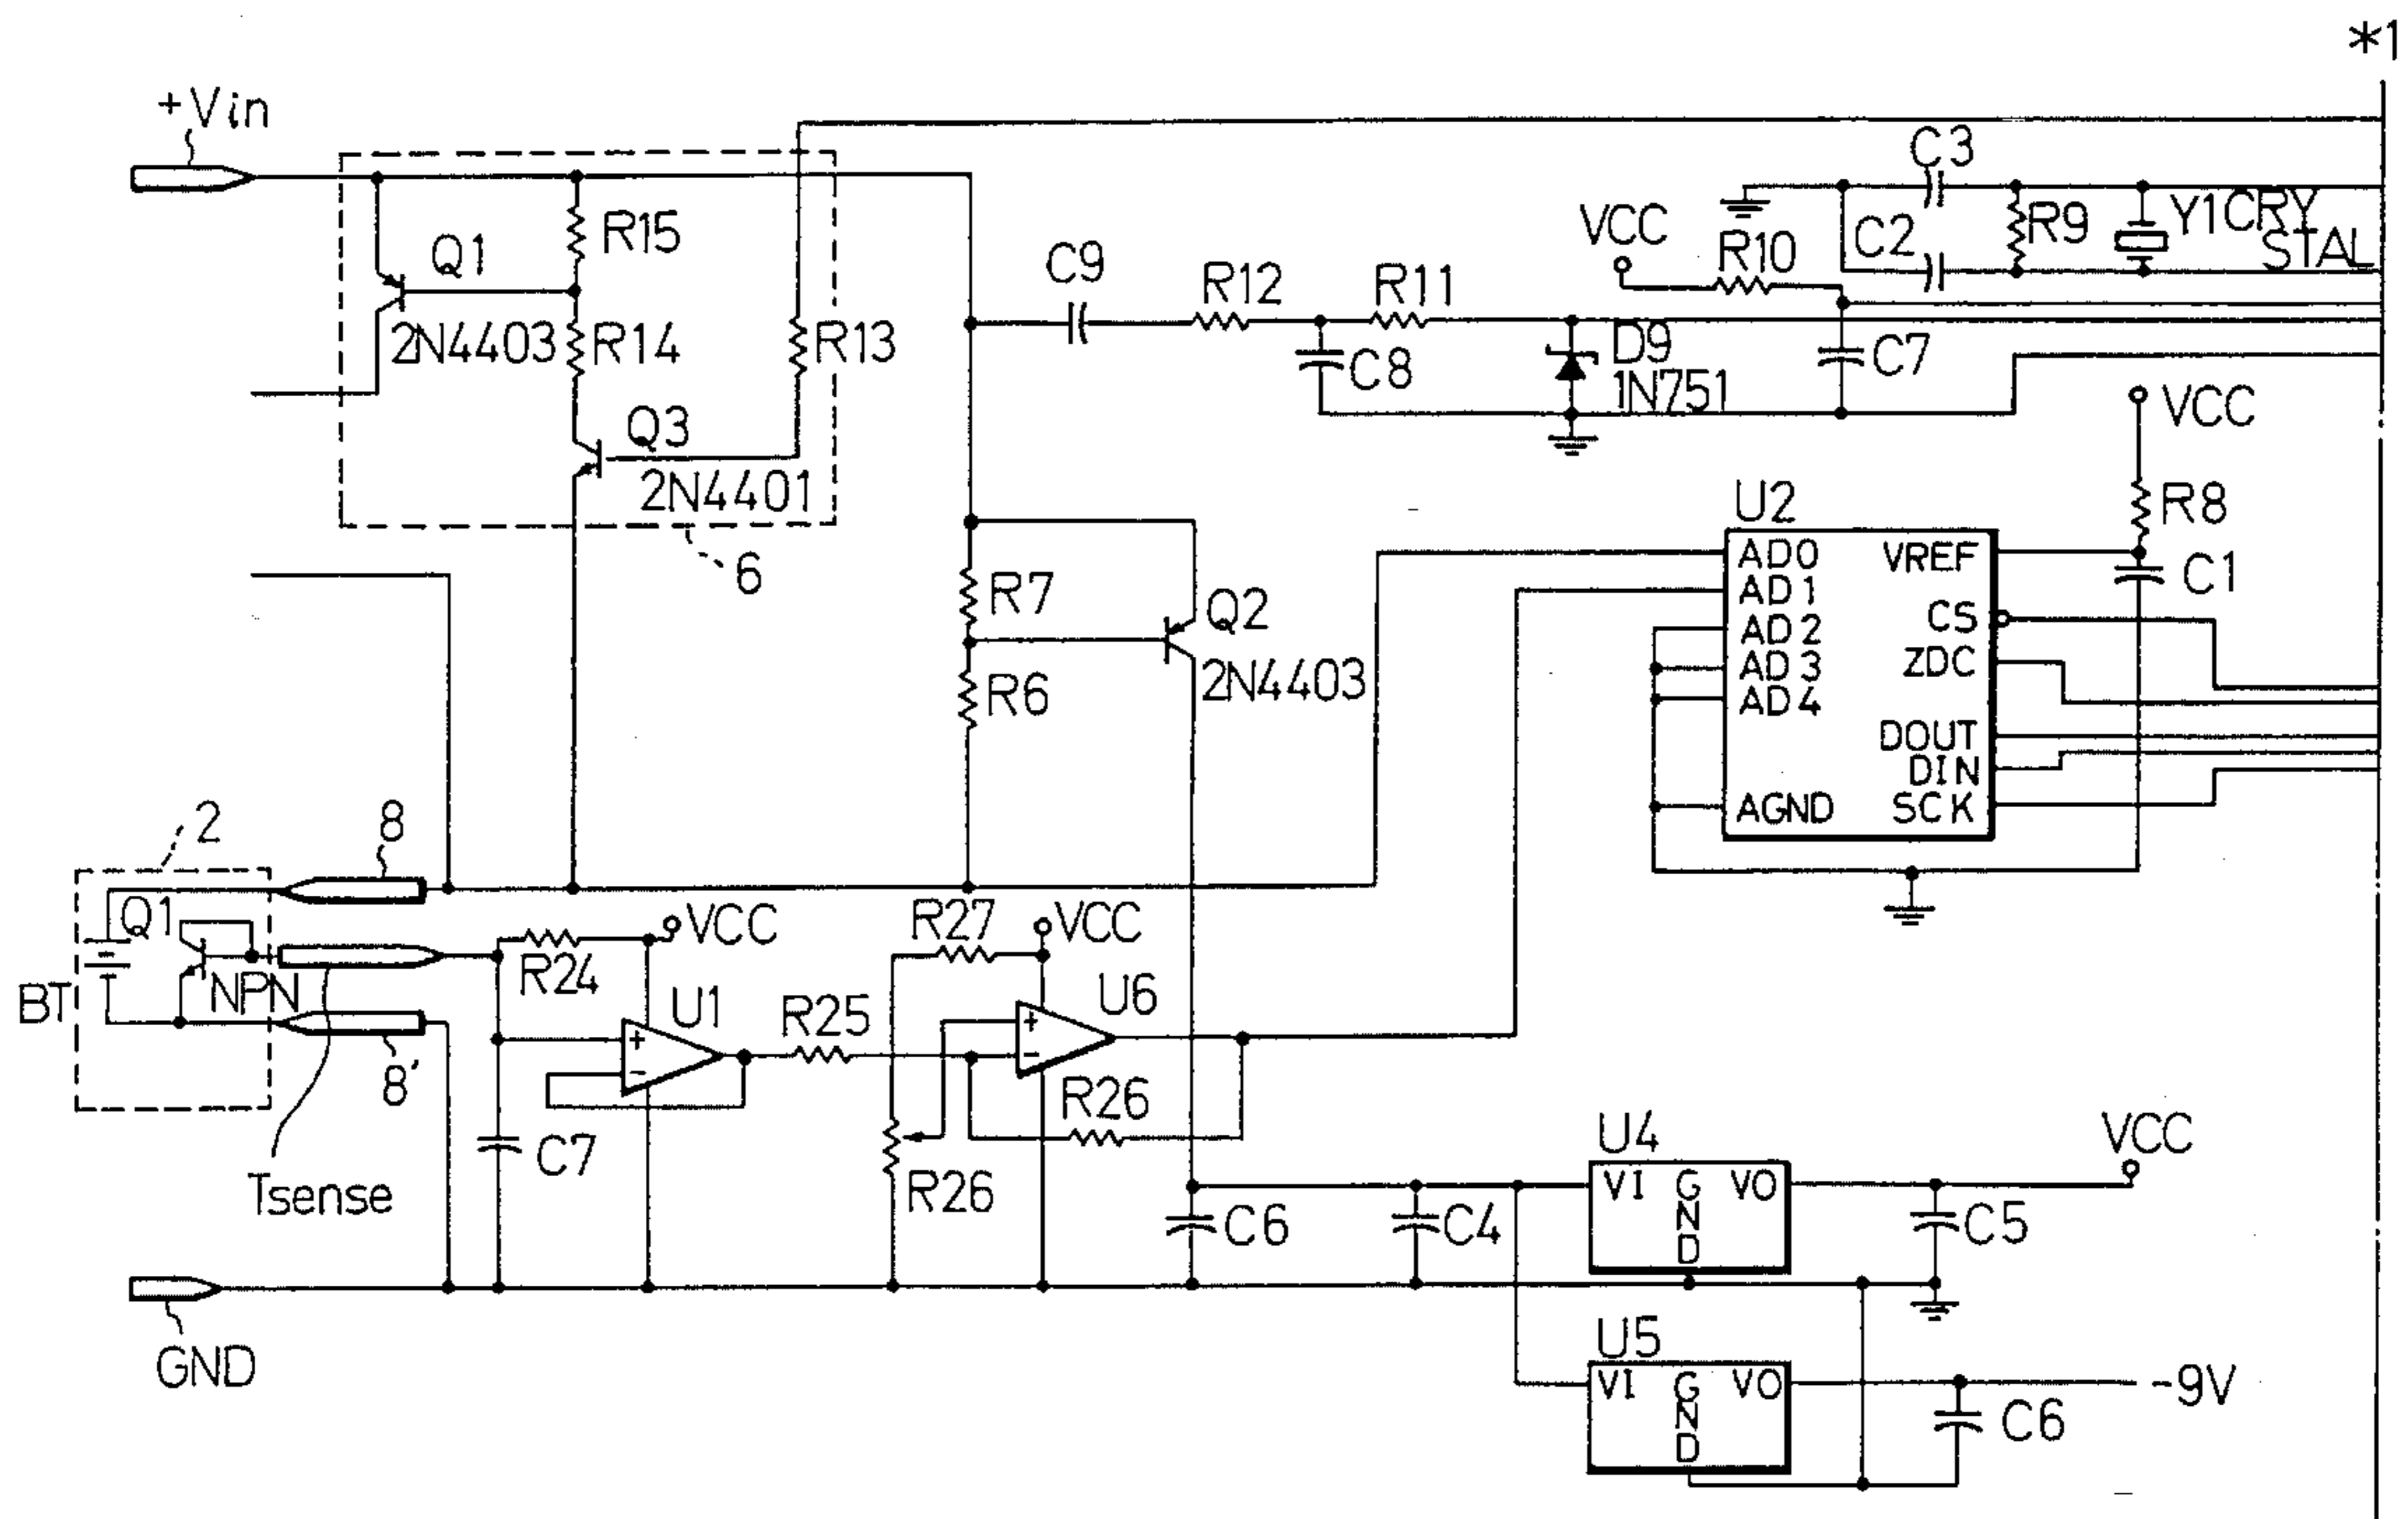 *1
+Vin
C3
Y1CRY
STAL
R9
C2
VCC
R10
C9
R12
R11
R15
Q1
2N4403
R14
R13
D9
1N751
C8
C7
Q3
2N4401
VCC
R8
C1
6
U2
AD0
AD1
AD2
AD3
AD4
AGND
VREF
CS
ZDC
DOUT
DIN
SCK
R7
R6
Q2
2N4403
2
8
Q1
NPN
BT
8'
Tsense
VCC
R24
U1
R25
C7
R27
VCC
U6
R26
R26
C6
C4
U4
VI
GND
VO
VCC
C5
GND
U5
VI
GND
VO
-9V
C6